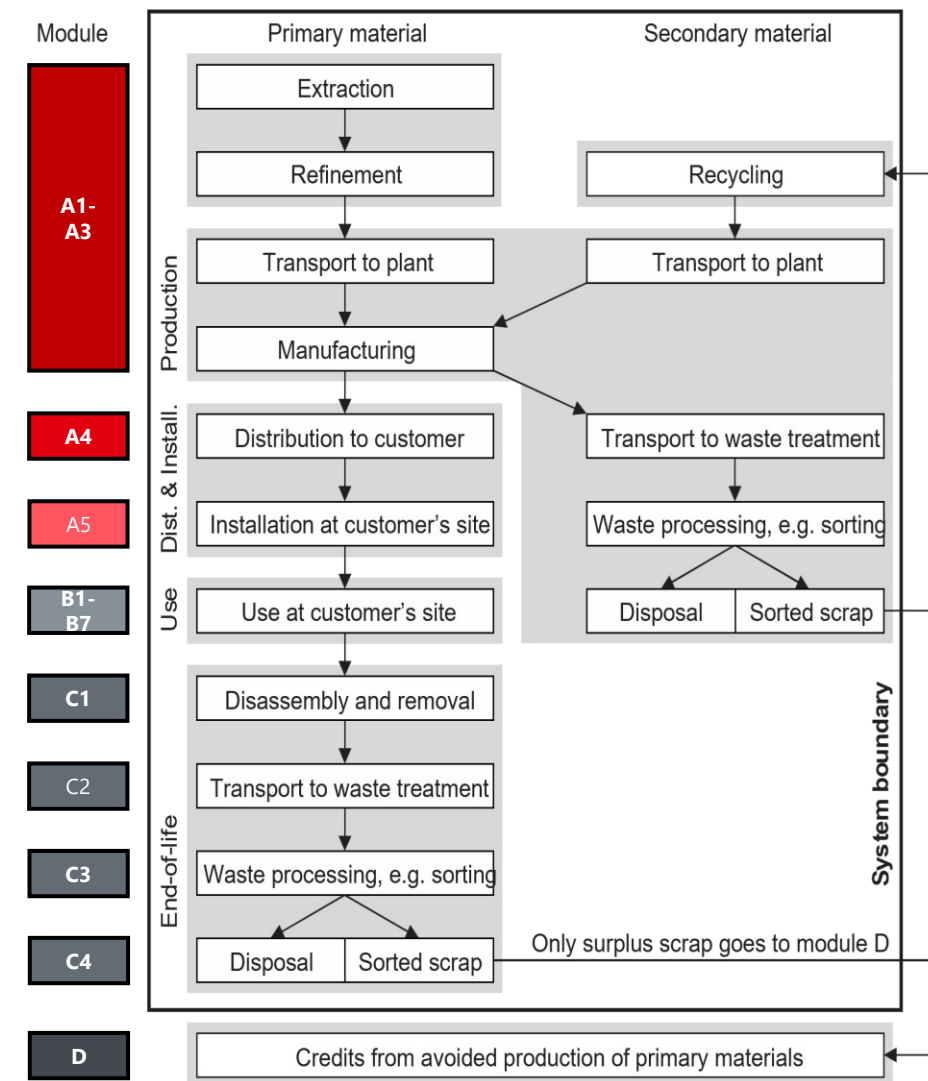 Module
Primary material
Secondary material
A1-
A3
Extraction
Refinement
Recycling
Production
Transport to plant
Transport to plant
Manufacturing
A4
Dist. & Install.
Distribution to customer
Transport to waste treatment
A5
Installation at customer's site
Waste processing, e.g. sorting
B1-
B7
Use
Use at customer's site
Disposal
Sorted scrap
C1
End-of-life
Disassembly and removal
System boundary
C2
Transport to waste treatment
C3
Waste processing, e.g. sorting
C4
Disposal
Sorted scrap
Only surplus scrap goes to module D
D
Credits from avoided production of primary materials